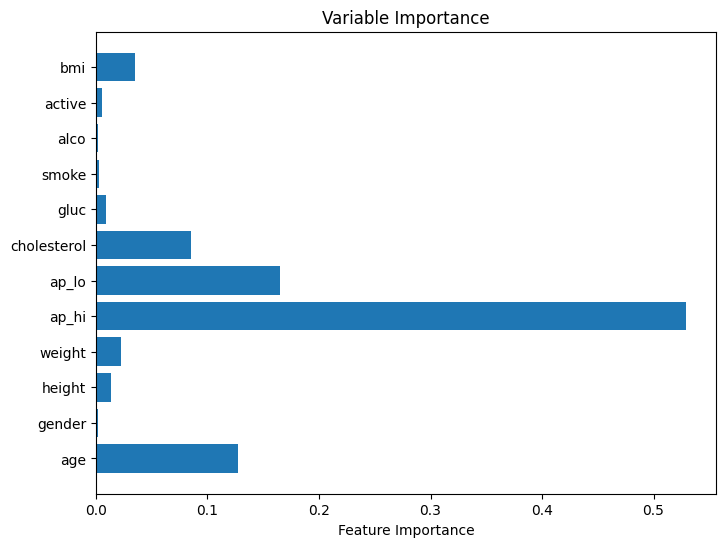 Variable Importance
bmi
active
alco
smoke
gluc
cholesterol
ap_lo
ap_hi
weight
height
gender
age
0.0 0.1 0.2 0.3 0.4 0.5
Feature Importance